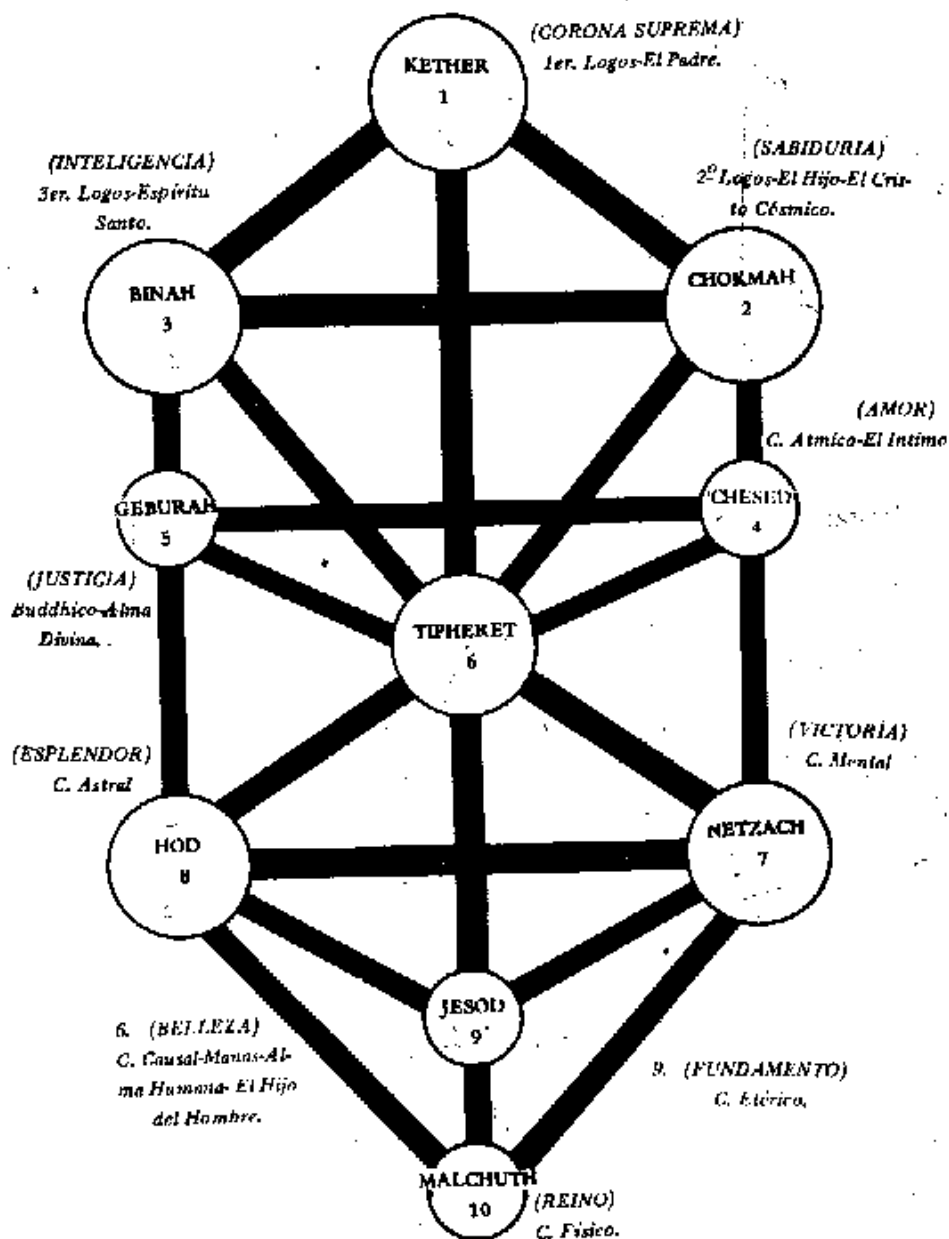 (CORONA SUPREMA)
1er. Logos-El Padre.
KETHER
1
(INTELIGENCIA)
3er. Logos-Espíritu
Santo.
(SABIDURIA)
2º Logos-El Hijo-El Cris-
to Cósmico.
BINAH
3
CHOKMAH
2
(AMOR)
C. Atmico-El Intimo
GEBURAH
5
CHESED
4
(JUSTICIA)
Buddhico-Alma
Divina.
TIPHERET
6
(ESPLENDOR)
C. Astral
(VICTORIA)
C. Mental
HOD
8
NETZACH
7
JESOD
9
6. (BELLEZA)
C. Causal-Manas-Al-
ma Humana- El Hijo
del Hombre.
9. (FUNDAMENTO)
C. Etérico.
MALCHUTH
10
(REINO)
C. Físico.